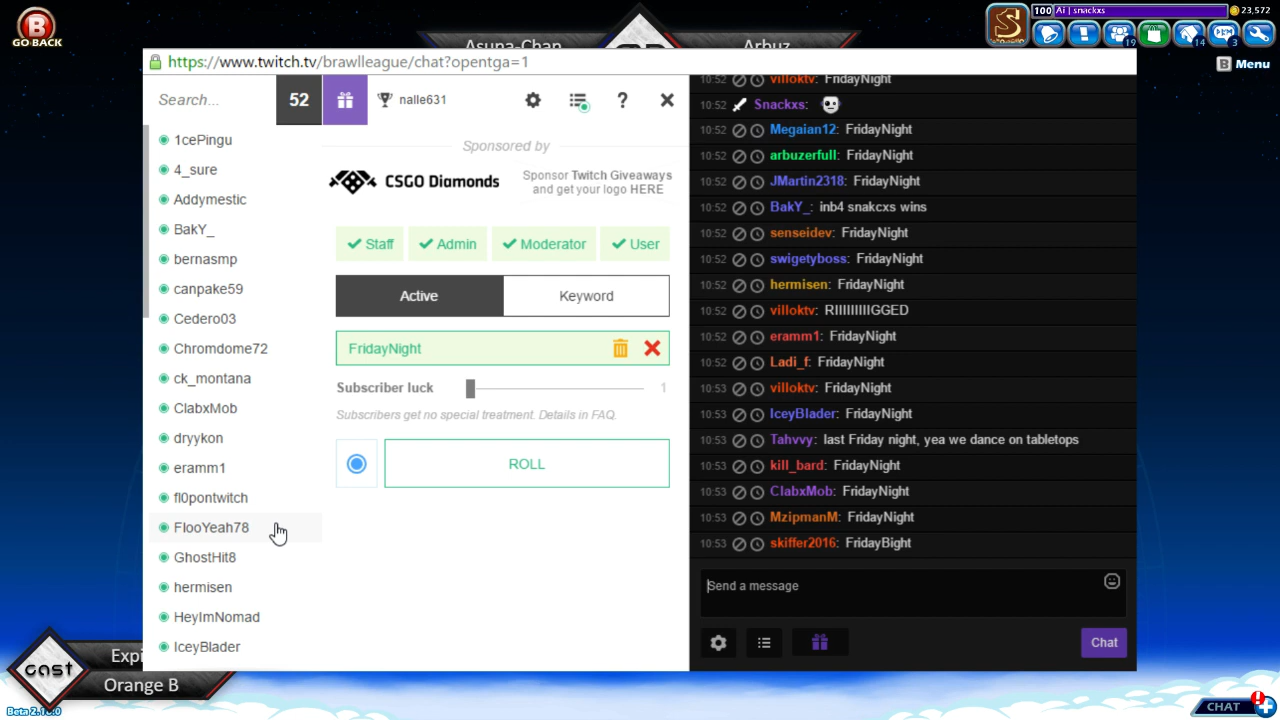 B
GO BACK
Asuna-Chan
Arbuz
S
100 Ai | snackxs
23,572
19
14
3
B Menu
https://www.twitch.tv/brawlleague/chat?opentga=1
Search...
52
nalle631
?
1cePingu
4_sure
Addymestic
BakY_
bernasmp
canpake59
Cedero03
Chromdome72
ck_montana
ClabxMob
dryykon
eramm1
fl0pontwitch
FlooYeah78
GhostHit8
hermisen
HeyImNomad
IceyBlader
Sponsored by
CSGO Diamonds
Sponsor Twitch Giveaways
and get your logo HERE
Staff
Admin
Moderator
User
Active
Keyword
FridayNight
Subscriber luck
1
Subscribers get no special treatment. Details in FAQ.
ROLL
villoktv: FridayNight
10:52 Snackxs:
10:52 Megaian12: FridayNight
10:52 arbuzerfull: FridayNight
10:52 JMartin2318: FridayNight
10:52 BakY_: inb4 snakcxs wins
10:52 senseidev: FridayNight
10:52 swigetyboss: FridayNight
10:52 hermisen: FridayNight
10:52 villoktv: RIIIIIIIIIGGED
10:52 eramm1: FridayNight
10:52 Ladi_f: FridayNight
10:53 villoktv: FridayNight
10:53 IceyBlader: FridayNight
10:53 Tahvvy: last Friday night, yea we dance on tabletops
10:53 kill_bard: FridayNight
10:53 ClabxMob: FridayNight
10:53 MzipmanM: FridayNight
10:53 skiffer2016: FridayBight
Send a message
Chat
cast
Expi
Orange B
CHAT